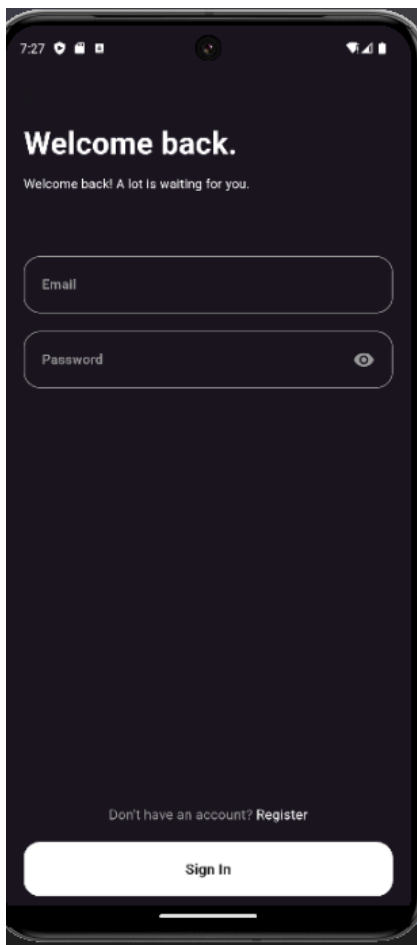 7:27
Welcome back.
Welcome back! A lot is waiting for you.
Email
Password
Don't have an account? Register
Sign In